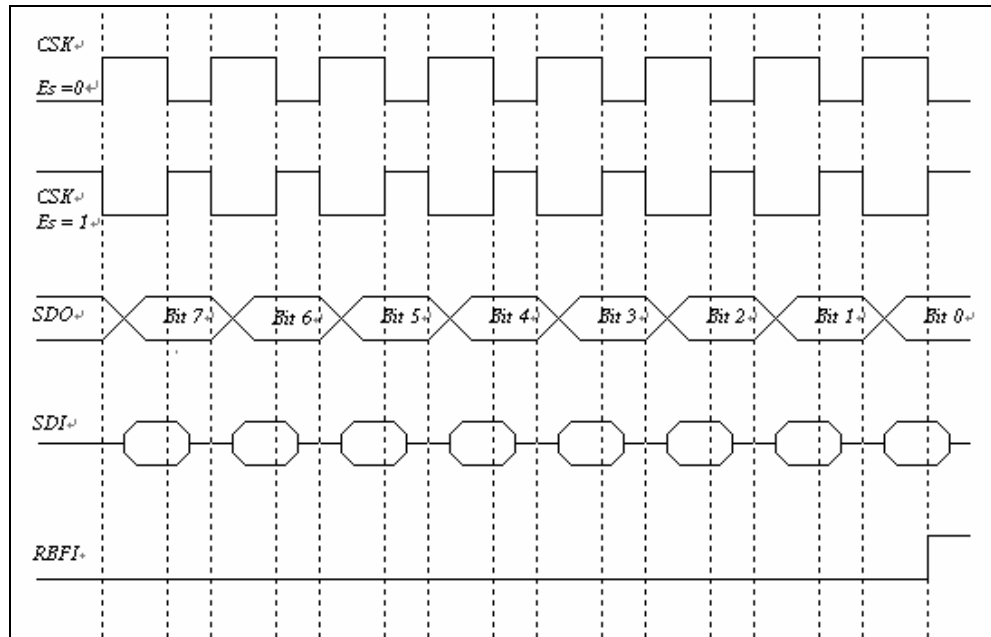 CSK↵
Es =0↵
CSK↵
Es = 1↵
SDO↵ Bit 7↵ Bit 6↵ Bit 5↵ Bit 4↵ Bit 3↵ Bit 2↵ Bit 1↵ Bit 0↵
SDI↵
RBFI↵